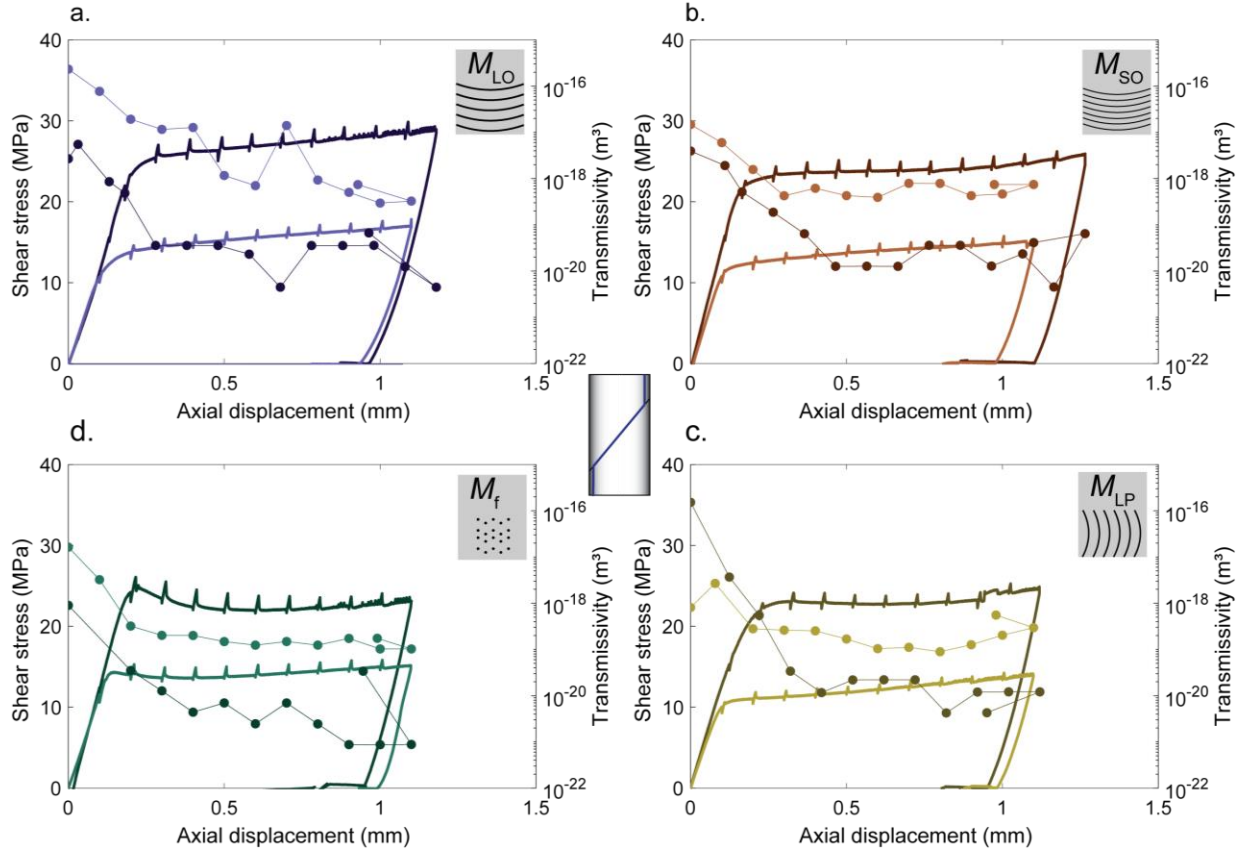 a.
40
30
20
10
0
Shear stress (MPa)
0
0.5
1
1.5
Axial displacement (mm)
10⁻¹⁶
10⁻¹⁸
10⁻²⁰
10⁻²²
Transmissivity (m³)
M_LO
b.
40
30
20
10
0
Shear stress (MPa)
0
0.5
1
1.5
Axial displacement (mm)
10⁻¹⁶
10⁻¹⁸
10⁻²⁰
10⁻²²
Transmissivity (m³)
M_SO
d.
40
30
20
10
0
Shear stress (MPa)
0
0.5
1
1.5
Axial displacement (mm)
10⁻¹⁶
10⁻¹⁸
10⁻²⁰
10⁻²²
Transmissivity (m³)
M_f
c.
40
30
20
10
0
Shear stress (MPa)
0
0.5
1
1.5
Axial displacement (mm)
10⁻¹⁶
10⁻¹⁸
10⁻²⁰
10⁻²²
Transmissivity (m³)
M_LP